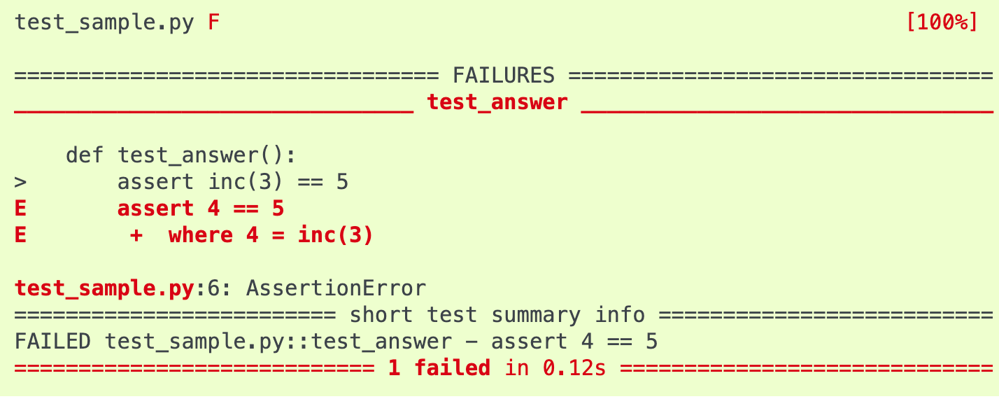 test_sample.py F                                                     [100%]
================================= FAILURES =================================
_______________________________ test_answer ________________________________
    def test_answer():
>       assert inc(3) == 5
E       assert 4 == 5
E        +  where 4 = inc(3)
test_sample.py:6: AssertionError
========================= short test summary info ==========================
FAILED test_sample.py::test_answer - assert 4 == 5
============================ 1 failed in 0.12s =============================